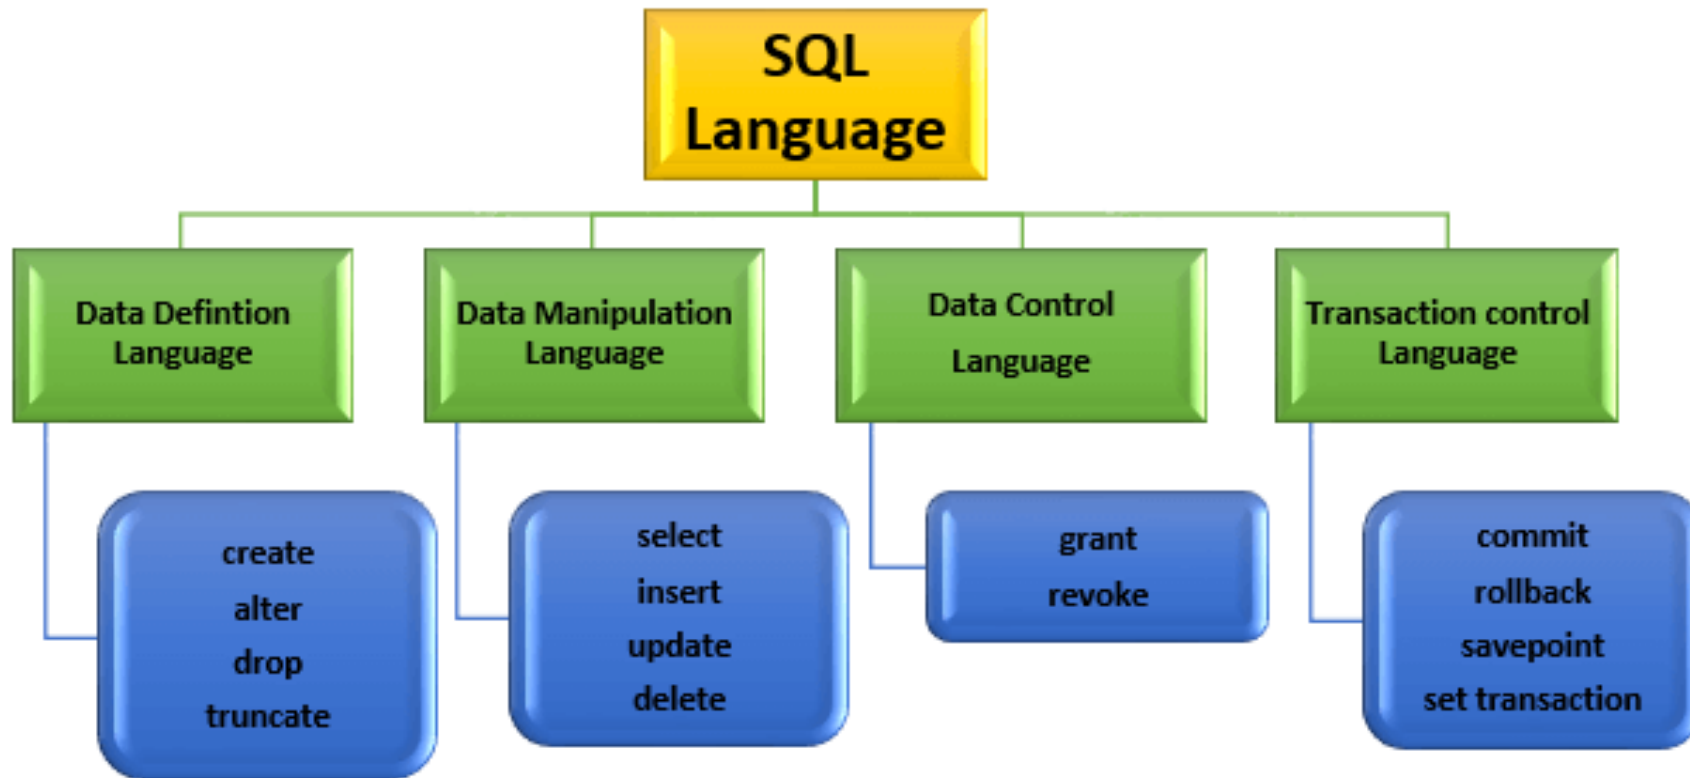 SQL
Language
Data Defintion
Language
Data Manipulation
Language
Data Control
Language
Transaction control
Language
create
alter
drop
truncate
select
insert
update
delete
grant
revoke
commit
rollback
savepoint
set transaction